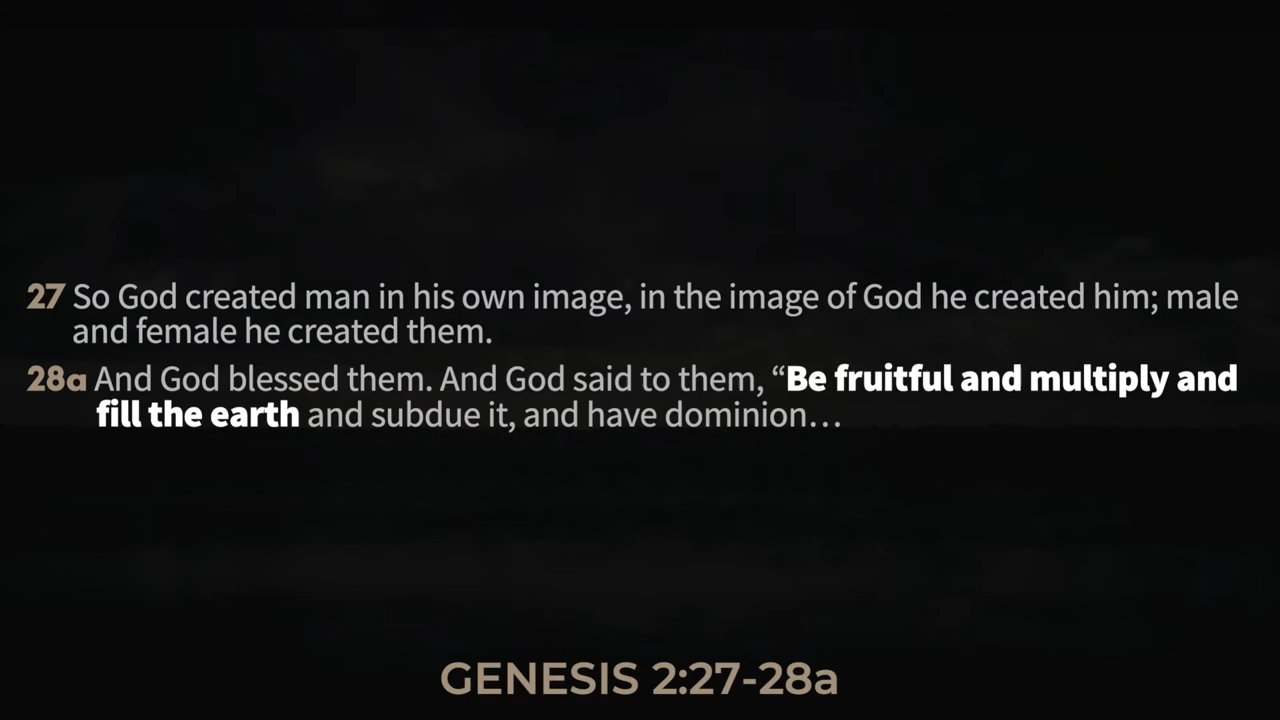 27 So God created man in his own image, in the image of God he created him; male
and female he created them.
28a And God blessed them. And God said to them, “Be fruitful and multiply and
fill the earth and subdue it, and have dominion…
GENESIS 2:27-28a